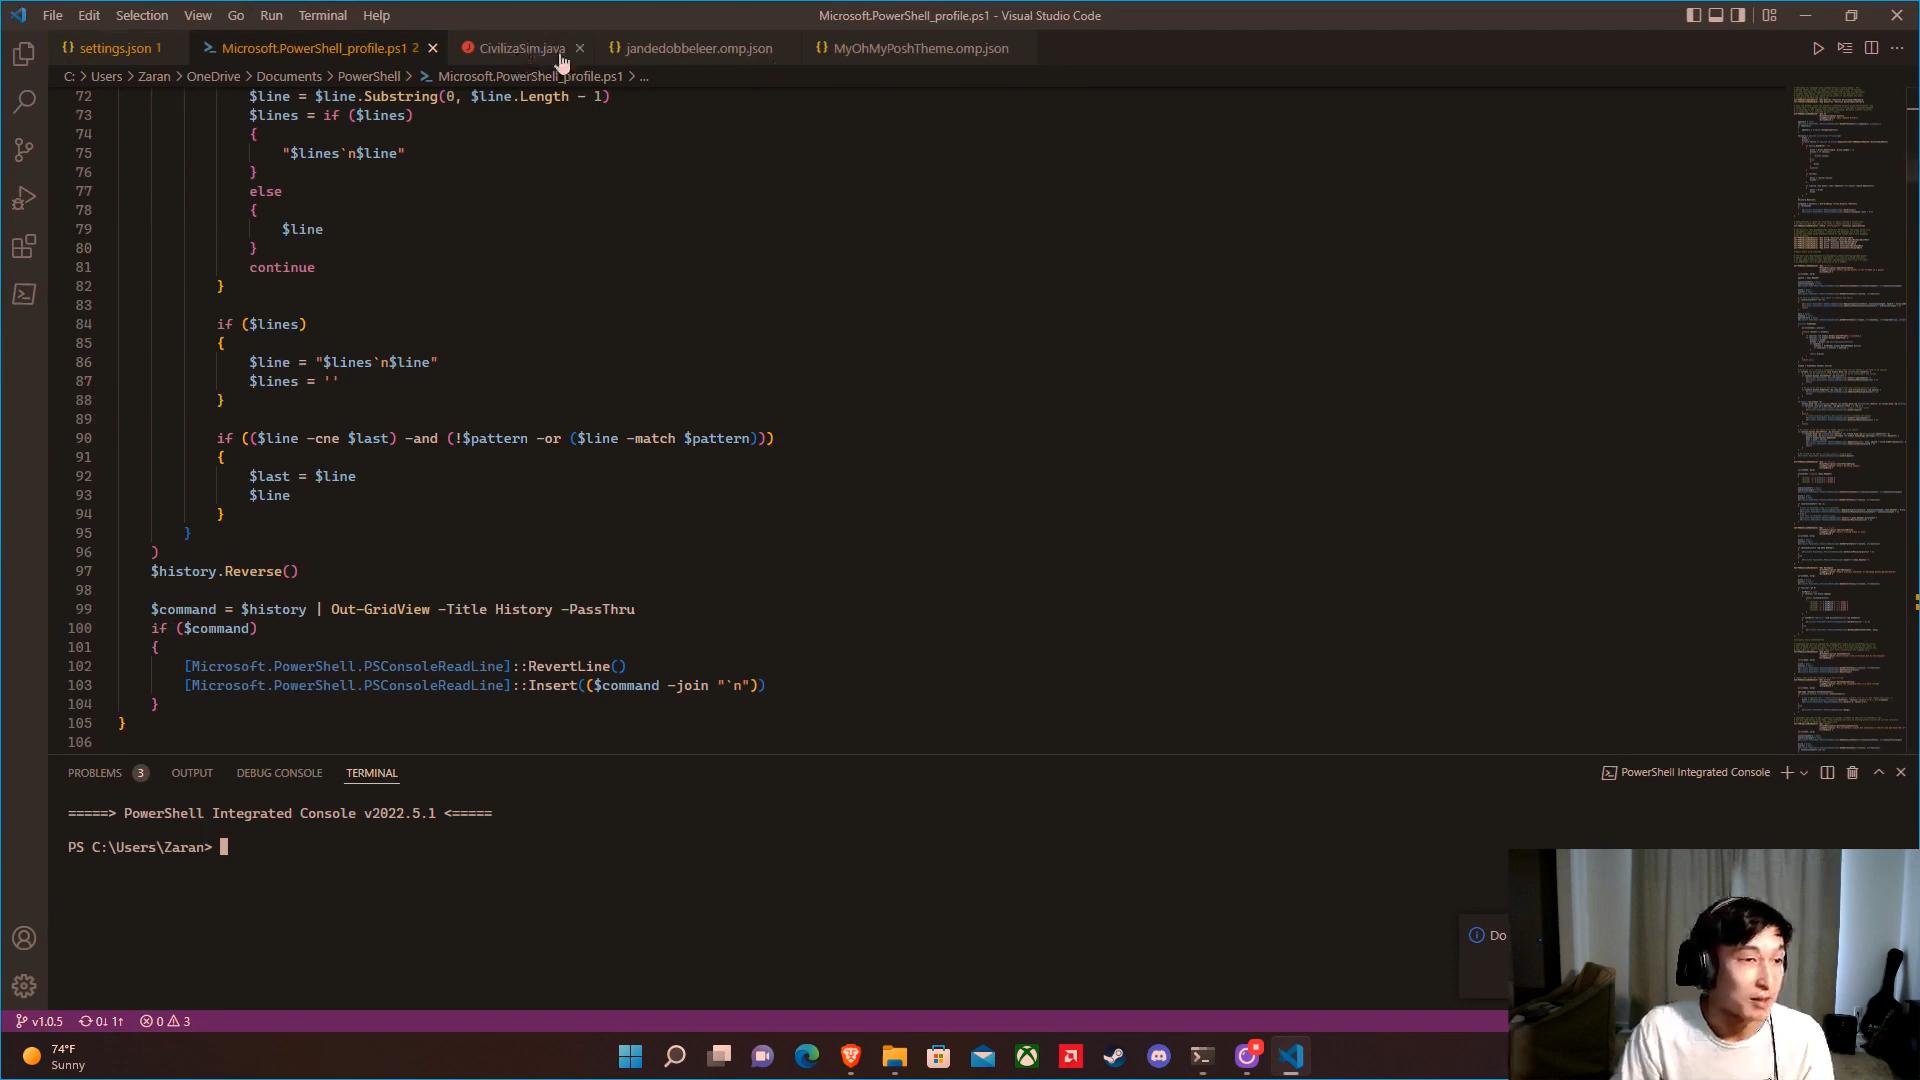 File Edit Selection View Go Run Terminal Help Microsoft.PowerShell_profile.ps1 - Visual Studio Code
settings.json 1 Microsoft.PowerShell_profile.ps1 2 CivilizaSim.java jandedobbeleer.omp.json MyOhMyPoshTheme.omp.json
C: > Users > Zaran > OneDrive > Documents > PowerShell > Microsoft.PowerShell_profile.ps1 > ...
72 $line = $line.Substring(0, $line.Length - 1)
73 $lines = if ($lines)
74 {
75 "$lines`n$line"
76 }
77 else
78 {
79 $line
80 }
81 continue
82 }
83
84 if ($lines)
85 {
86 $line = "$lines`n$line"
87 $lines = ''
88 }
89
90 if (($line -cne $last) -and (!$pattern -or ($line -match $pattern)))
91 {
92 $last = $line
93 $line
94 }
95 }
96 )
97 $history.Reverse()
98
99 $command = $history | Out-GridView -Title History -PassThru
100 if ($command)
101 {
102 [Microsoft.PowerShell.PSConsoleReadLine]::RevertLine()
103 [Microsoft.PowerShell.PSConsoleReadLine]::Insert(($command -join "`n"))
104 }
105 }
106
PROBLEMS 3 OUTPUT DEBUG CONSOLE TERMINAL PowerShell Integrated Console
=====> PowerShell Integrated Console v2022.5.1 <=====
PS C:\Users\Zaran>
Do
v1.0.5 0↓ 1↑ 0 3
74°F
Sunny